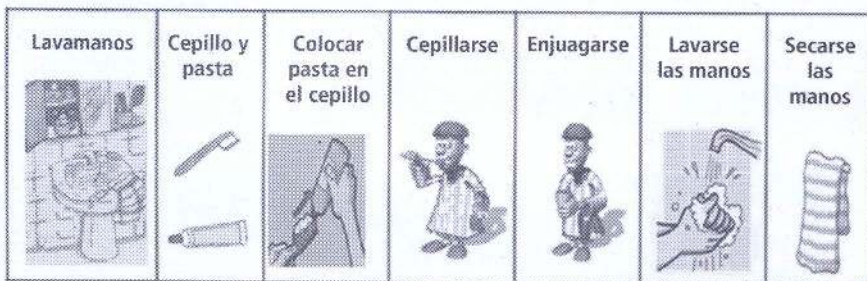 Lavamanos
Cepillo y
pasta
Colocar
pasta en
el cepillo
Cepillarse
Enjuagarse
Lavarse
las manos
Secarse
las
manos